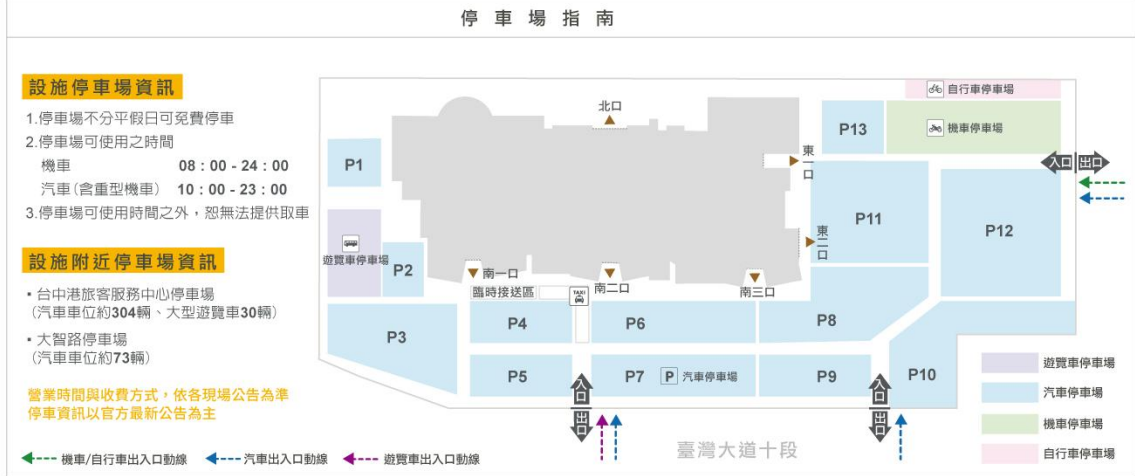 停車場指南
設施停車場資訊
1.停車場不分平假日可免費停車
2.停車場可使用之時間
機車 08：00 - 24：00
汽車(含重型機車) 10：00 - 23：00
3.停車場可使用時間之外，恕無法提供取車
設施附近停車場資訊
・台中港旅客服務中心停車場
(汽車車位約304輛、大型遊覽車30輛)
・大智路停車場
(汽車車位約73輛)
營業時間與收費方式，依各現場公告為準
停車資訊以官方最新公告為主
機車/自行車出入口動線
汽車出入口動線
遊覽車出入口動線
北口
自行車停車場
P13
機車停車場
入口
出口
P1
東一口
P11
P12
遊覽車停車場
P2
東二口
南一口
南二口
南三口
臨時接送區
TAXI
P3
P4
P6
P8
P5
P7
P 汽車停車場
P9
P10
入口
出口
入口
出口
臺灣大道十段
遊覽車停車場
汽車停車場
機車停車場
自行車停車場